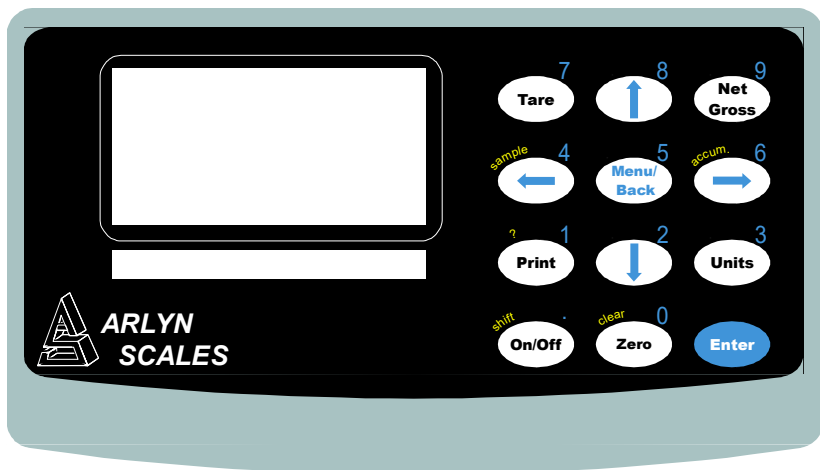 7 8 9
Tare
Net
Gross
sample 4 5 accum. 6
Menu/
Back
? 1 2 3
Print Units
shift . clear 0
On/Off Zero Enter
ARLYN
SCALES